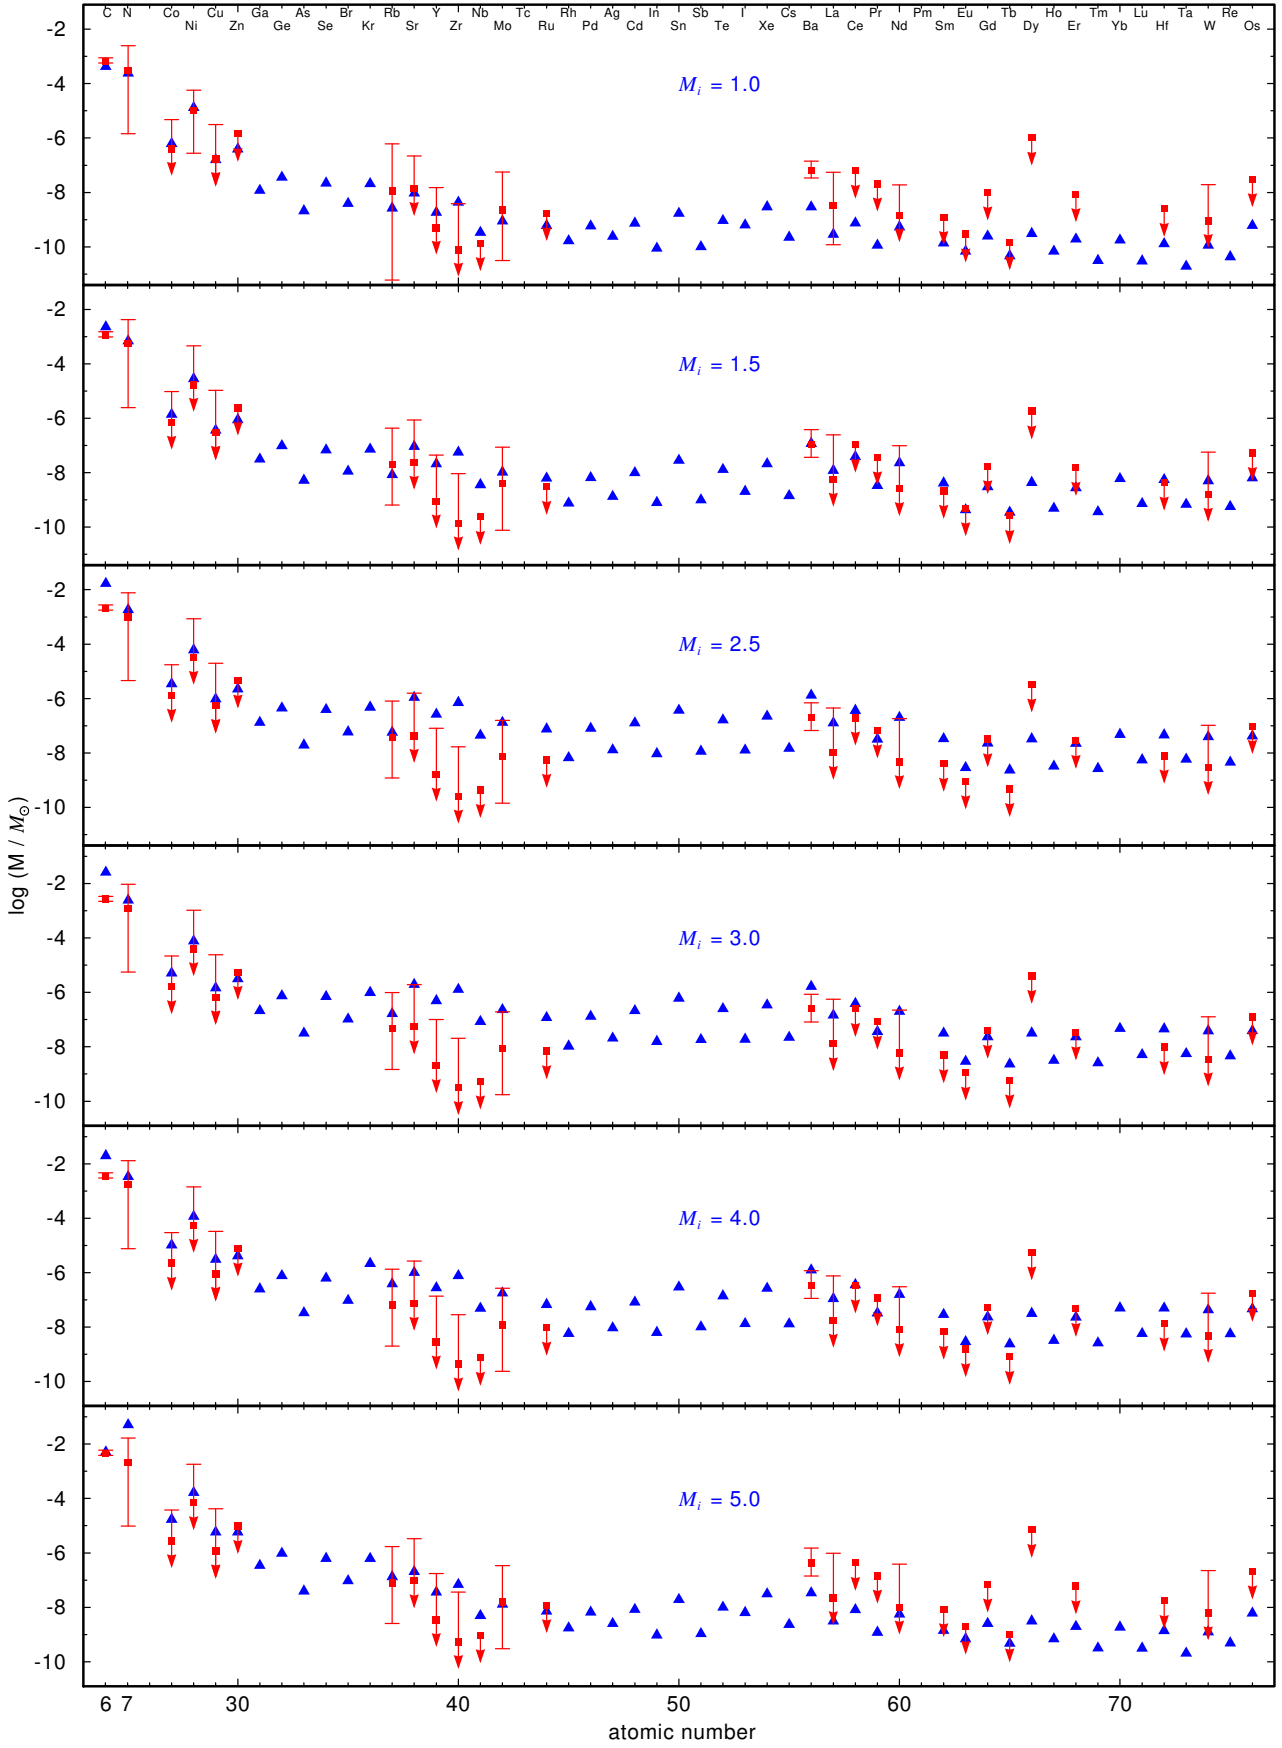 C N Co Cu Ga As Br Rb Y Nb Tc Rh Ag In Sb I Cs La Pr Pm Eu Tb Ho Tm Lu Ta Re
Ni Zn Ge Se Kr Sr Zr Mo Ru Pd Cd Sn Te Xe Ba Ce Nd Sm Gd Dy Er Yb Hf W Os
-2
-4
M_i = 1.0
-6
-8
-10
-2
-4
M_i = 1.5
-6
-8
-10
-2
-4
M_i = 2.5
-6
-8
-10
log (M / M☉)
-2
-4
M_i = 3.0
-6
-8
-10
-2
-4
M_i = 4.0
-6
-8
-10
-2
-4
M_i = 5.0
-6
-8
-10
6 7 30 40 50 60 70
atomic number